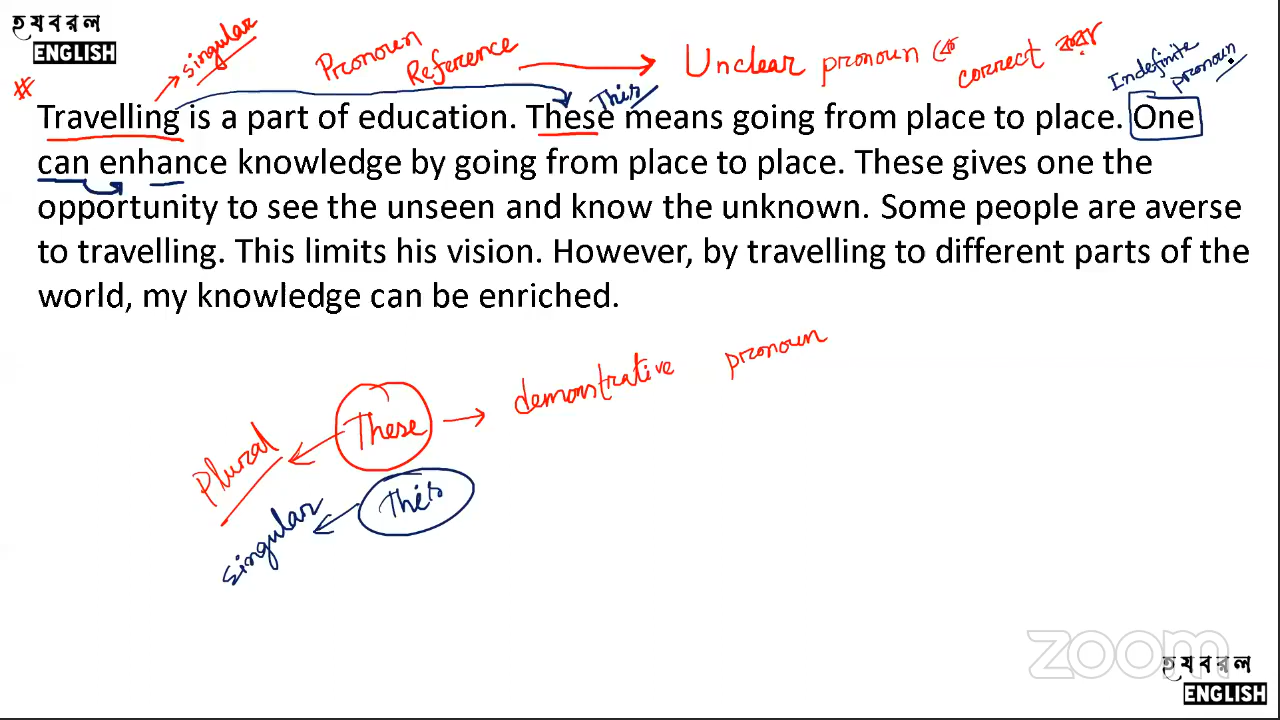 হ য ব র ল
ENGLISH
#
singular
Pronoun
Reference
Unclear pronoun কে
correct করব
Indefinite
pronoun
This
Travelling is a part of education. These means going from place to place. One
can enhance knowledge by going from place to place. These gives one the
opportunity to see the unseen and know the unknown. Some people are averse
to travelling. This limits his vision. However, by travelling to different parts of the
world, my knowledge can be enriched.
These
demonstrative pronoun
Plural
This
singular
zoom
হ য ব র ল
ENGLISH